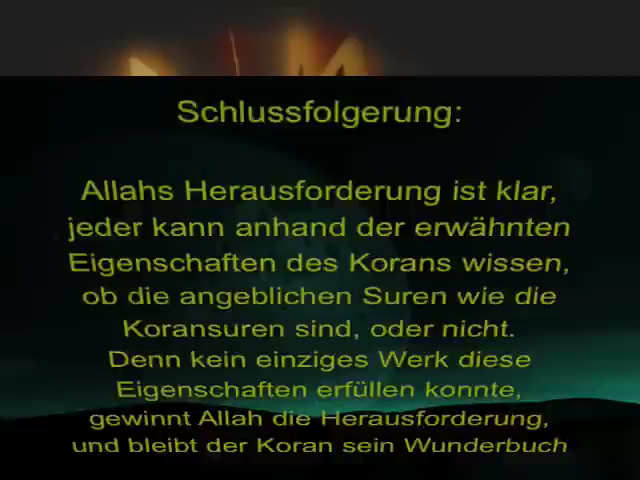 Schlussfolgerung:
Allahs Herausforderung ist klar,
jeder kann anhand der erwähnten
Eigenschaften des Korans wissen,
ob die angeblichen Suren wie die
Koransuren sind, oder nicht.
Denn kein einziges Werk diese
Eigenschaften erfüllen konnte,
gewinnt Allah die Herausforderung,
und bleibt der Koran sein Wunderbuch